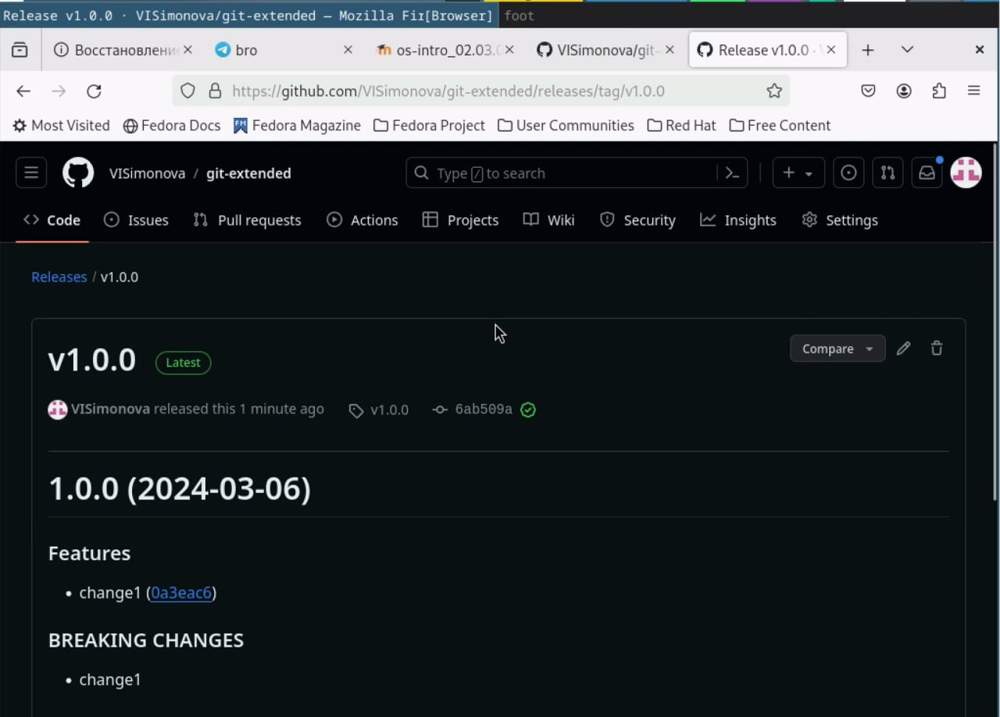 Release v1.0.0 · VISimonova/git-extended — Mozilla Fir[Browser] foot
Восстановлени bro os-intro_02.03. VISimonova/git- Release v1.0.0 ·
https://github.com/VISimonova/git-extended/releases/tag/v1.0.0
Most Visited Fedora Docs Fedora Magazine Fedora Project User Communities Red Hat Free Content
VISimonova / git-extended Type / to search
Code Issues Pull requests Actions Projects Wiki Security Insights Settings
Releases / v1.0.0
v1.0.0 Latest Compare
VISimonova released this 1 minute ago v1.0.0 6ab509a
1.0.0 (2024-03-06)
Features
• change1 (0a3eac6)
BREAKING CHANGES
• change1